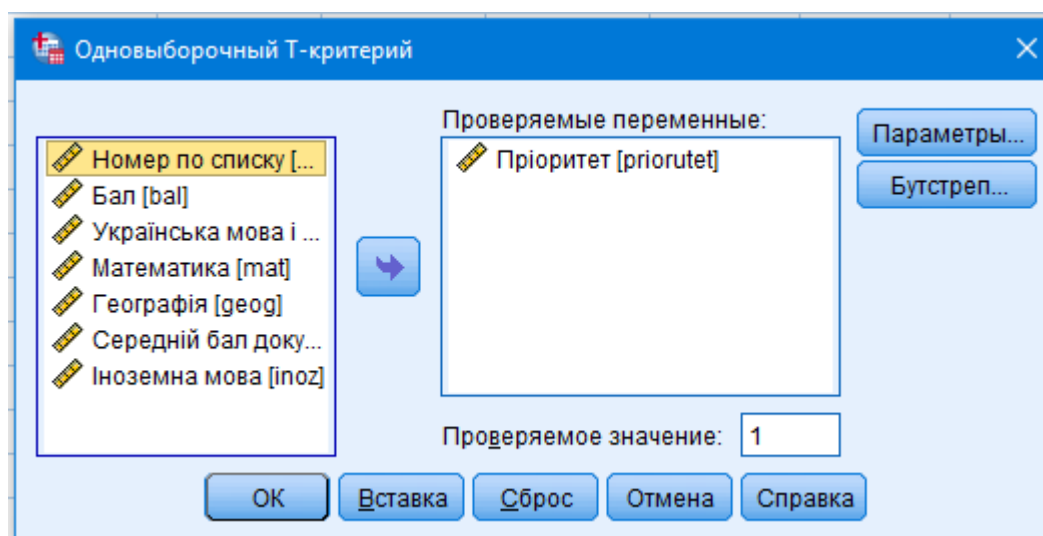 Одновыборочный Т-критерий
Номер по списку [...
Бал [bal]
Українська мова і ...
Математика [mat]
Географія [geog]
Середній бал доку...
Іноземна мова [inoz]
Проверяемые переменные:
Пріоритет [priorutet]
Проверяемое значение: 1
Параметры...
Бутстреп...
ОК Вставка Сброс Отмена Справка